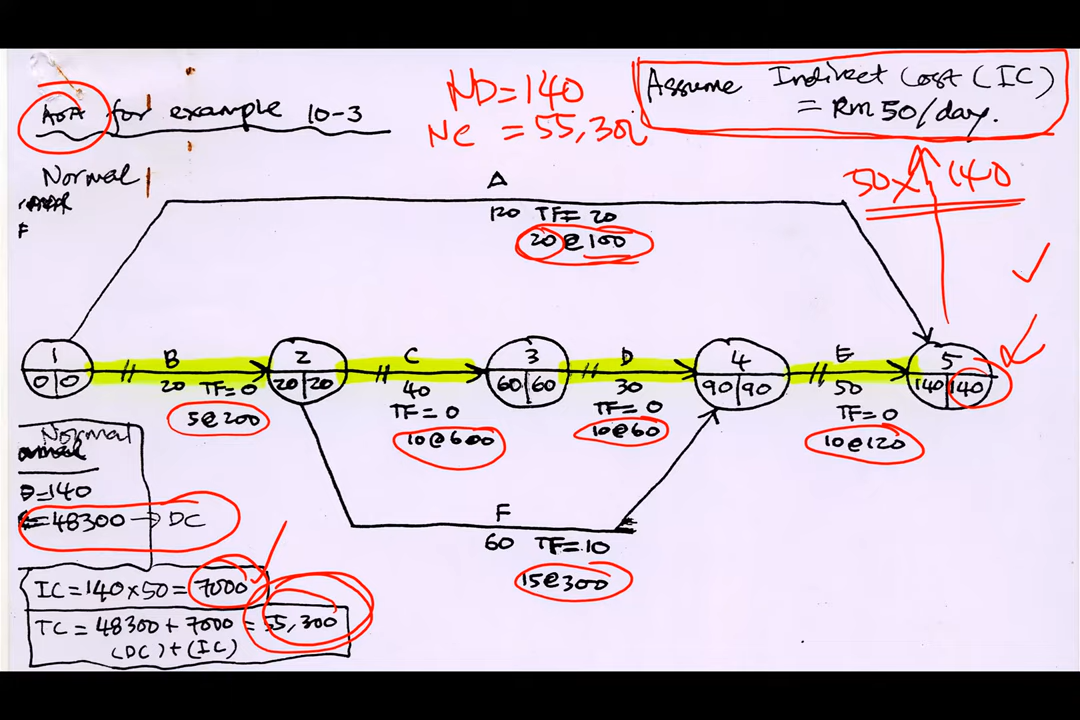 AOA for example 10-3
ND=140
NC = 55,300
Assume Indirect Cost (IC)
= RM 50/day.
Normal
50 x 140
A
120 TF= 20
20@100
1
0 0
B
20 TF=0
5@200
2
20 20
C
40
TF=0
10@600
3
60 60
D
30
TF=0
10@60
4
90 90
E
50
TF=0
10@120
5
140 140
F
60 TF=10
15@300
Normal
D=140
=48300 → DC
IC=140x50=7000
TC = 48300+7000 = 55,300
(DC)+(IC)